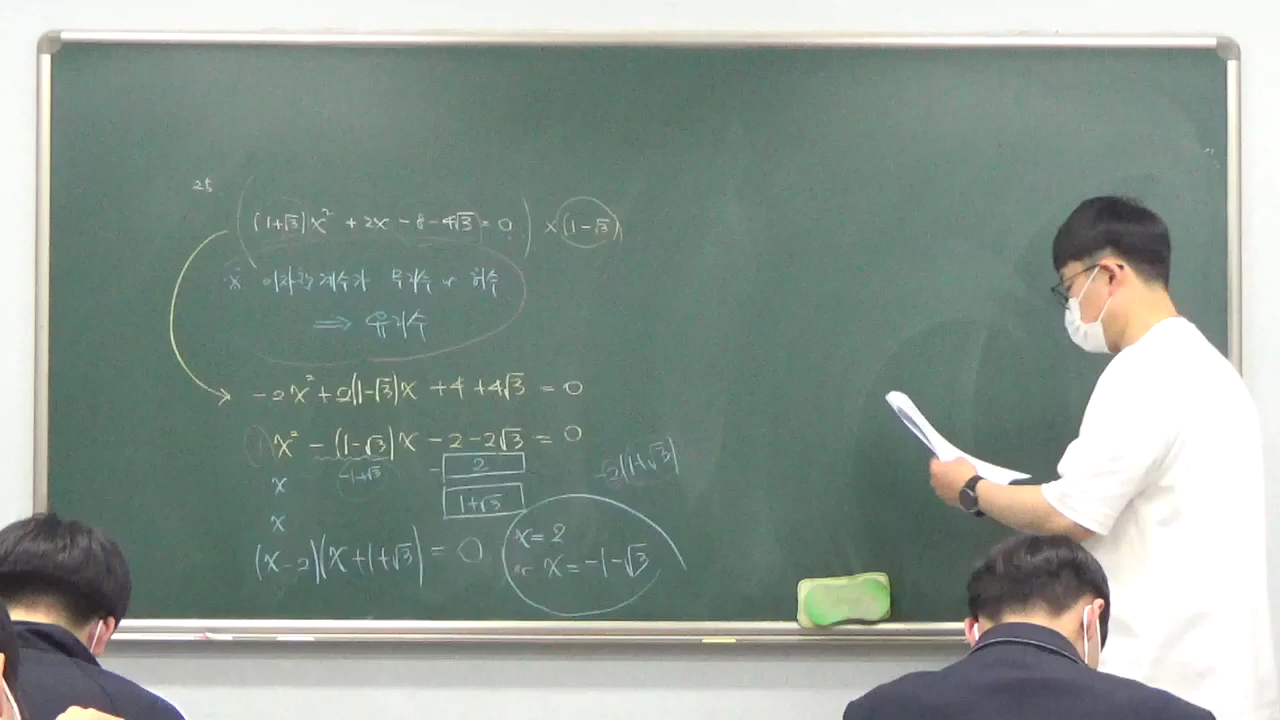 25
((1+√3)x² + 2x - 8 - 4√3 = 0) × (1-√3)
※ 이차항 계수가 무리수 or 허수
⟹ 유리수
-2x² + 2(1-√3)x + 4 + 4√3 = 0
x² - (1-√3)x - 2 - 2√3 = 0
-1+√3
x - 2
-2(1+√3)
x 1+√3
(x-2)(x+1+√3) = 0
x = 2
or x = -1-√3